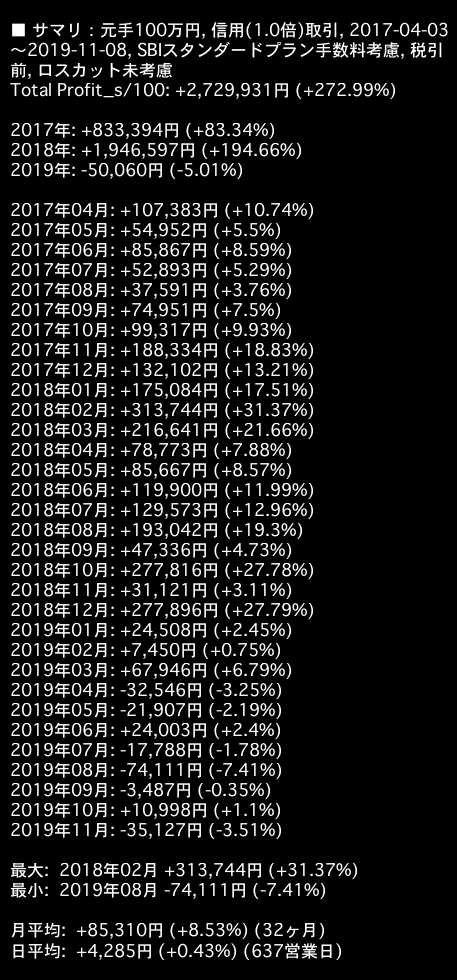 ■ サマリ：元手100万円, 信用(1.0倍)取引, 2017-04-03
～2019-11-08, SBIスタンダードプラン手数料考慮, 税引
前, ロスカット未考慮
Total Profit_s/100: +2,729,931円 (+272.99%)
2017年: +833,394円 (+83.34%)
2018年: +1,946,597円 (+194.66%)
2019年: -50,060円 (-5.01%)
2017年04月: +107,383円 (+10.74%)
2017年05月: +54,952円 (+5.5%)
2017年06月: +85,867円 (+8.59%)
2017年07月: +52,893円 (+5.29%)
2017年08月: +37,591円 (+3.76%)
2017年09月: +74,951円 (+7.5%)
2017年10月: +99,317円 (+9.93%)
2017年11月: +188,334円 (+18.83%)
2017年12月: +132,102円 (+13.21%)
2018年01月: +175,084円 (+17.51%)
2018年02月: +313,744円 (+31.37%)
2018年03月: +216,641円 (+21.66%)
2018年04月: +78,773円 (+7.88%)
2018年05月: +85,667円 (+8.57%)
2018年06月: +119,900円 (+11.99%)
2018年07月: +129,573円 (+12.96%)
2018年08月: +193,042円 (+19.3%)
2018年09月: +47,336円 (+4.73%)
2018年10月: +277,816円 (+27.78%)
2018年11月: +31,121円 (+3.11%)
2018年12月: +277,896円 (+27.79%)
2019年01月: +24,508円 (+2.45%)
2019年02月: +7,450円 (+0.75%)
2019年03月: +67,946円 (+6.79%)
2019年04月: -32,546円 (-3.25%)
2019年05月: -21,907円 (-2.19%)
2019年06月: +24,003円 (+2.4%)
2019年07月: -17,788円 (-1.78%)
2019年08月: -74,111円 (-7.41%)
2019年09月: -3,487円 (-0.35%)
2019年10月: +10,998円 (+1.1%)
2019年11月: -35,127円 (-3.51%)
最大: 2018年02月 +313,744円 (+31.37%)
最小: 2019年08月 -74,111円 (-7.41%)
月平均: +85,310円 (+8.53%) (32ヶ月)
日平均: +4,285円 (+0.43%) (637営業日)